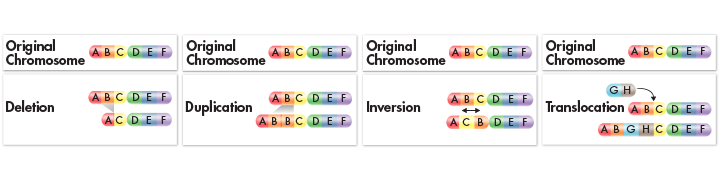 Original
Chromosome
A B C D E F
Deletion
A B C D E F
A C D E F
Original
Chromosome
A B C D E F
Duplication
A B C D E F
A B B C D E F
Original
Chromosome
A B C D E F
Inversion
A B C D E F
A C B D E F
Original
Chromosome
A B C D E F
G H
Translocation
A B C D E F
A B G H C D E F